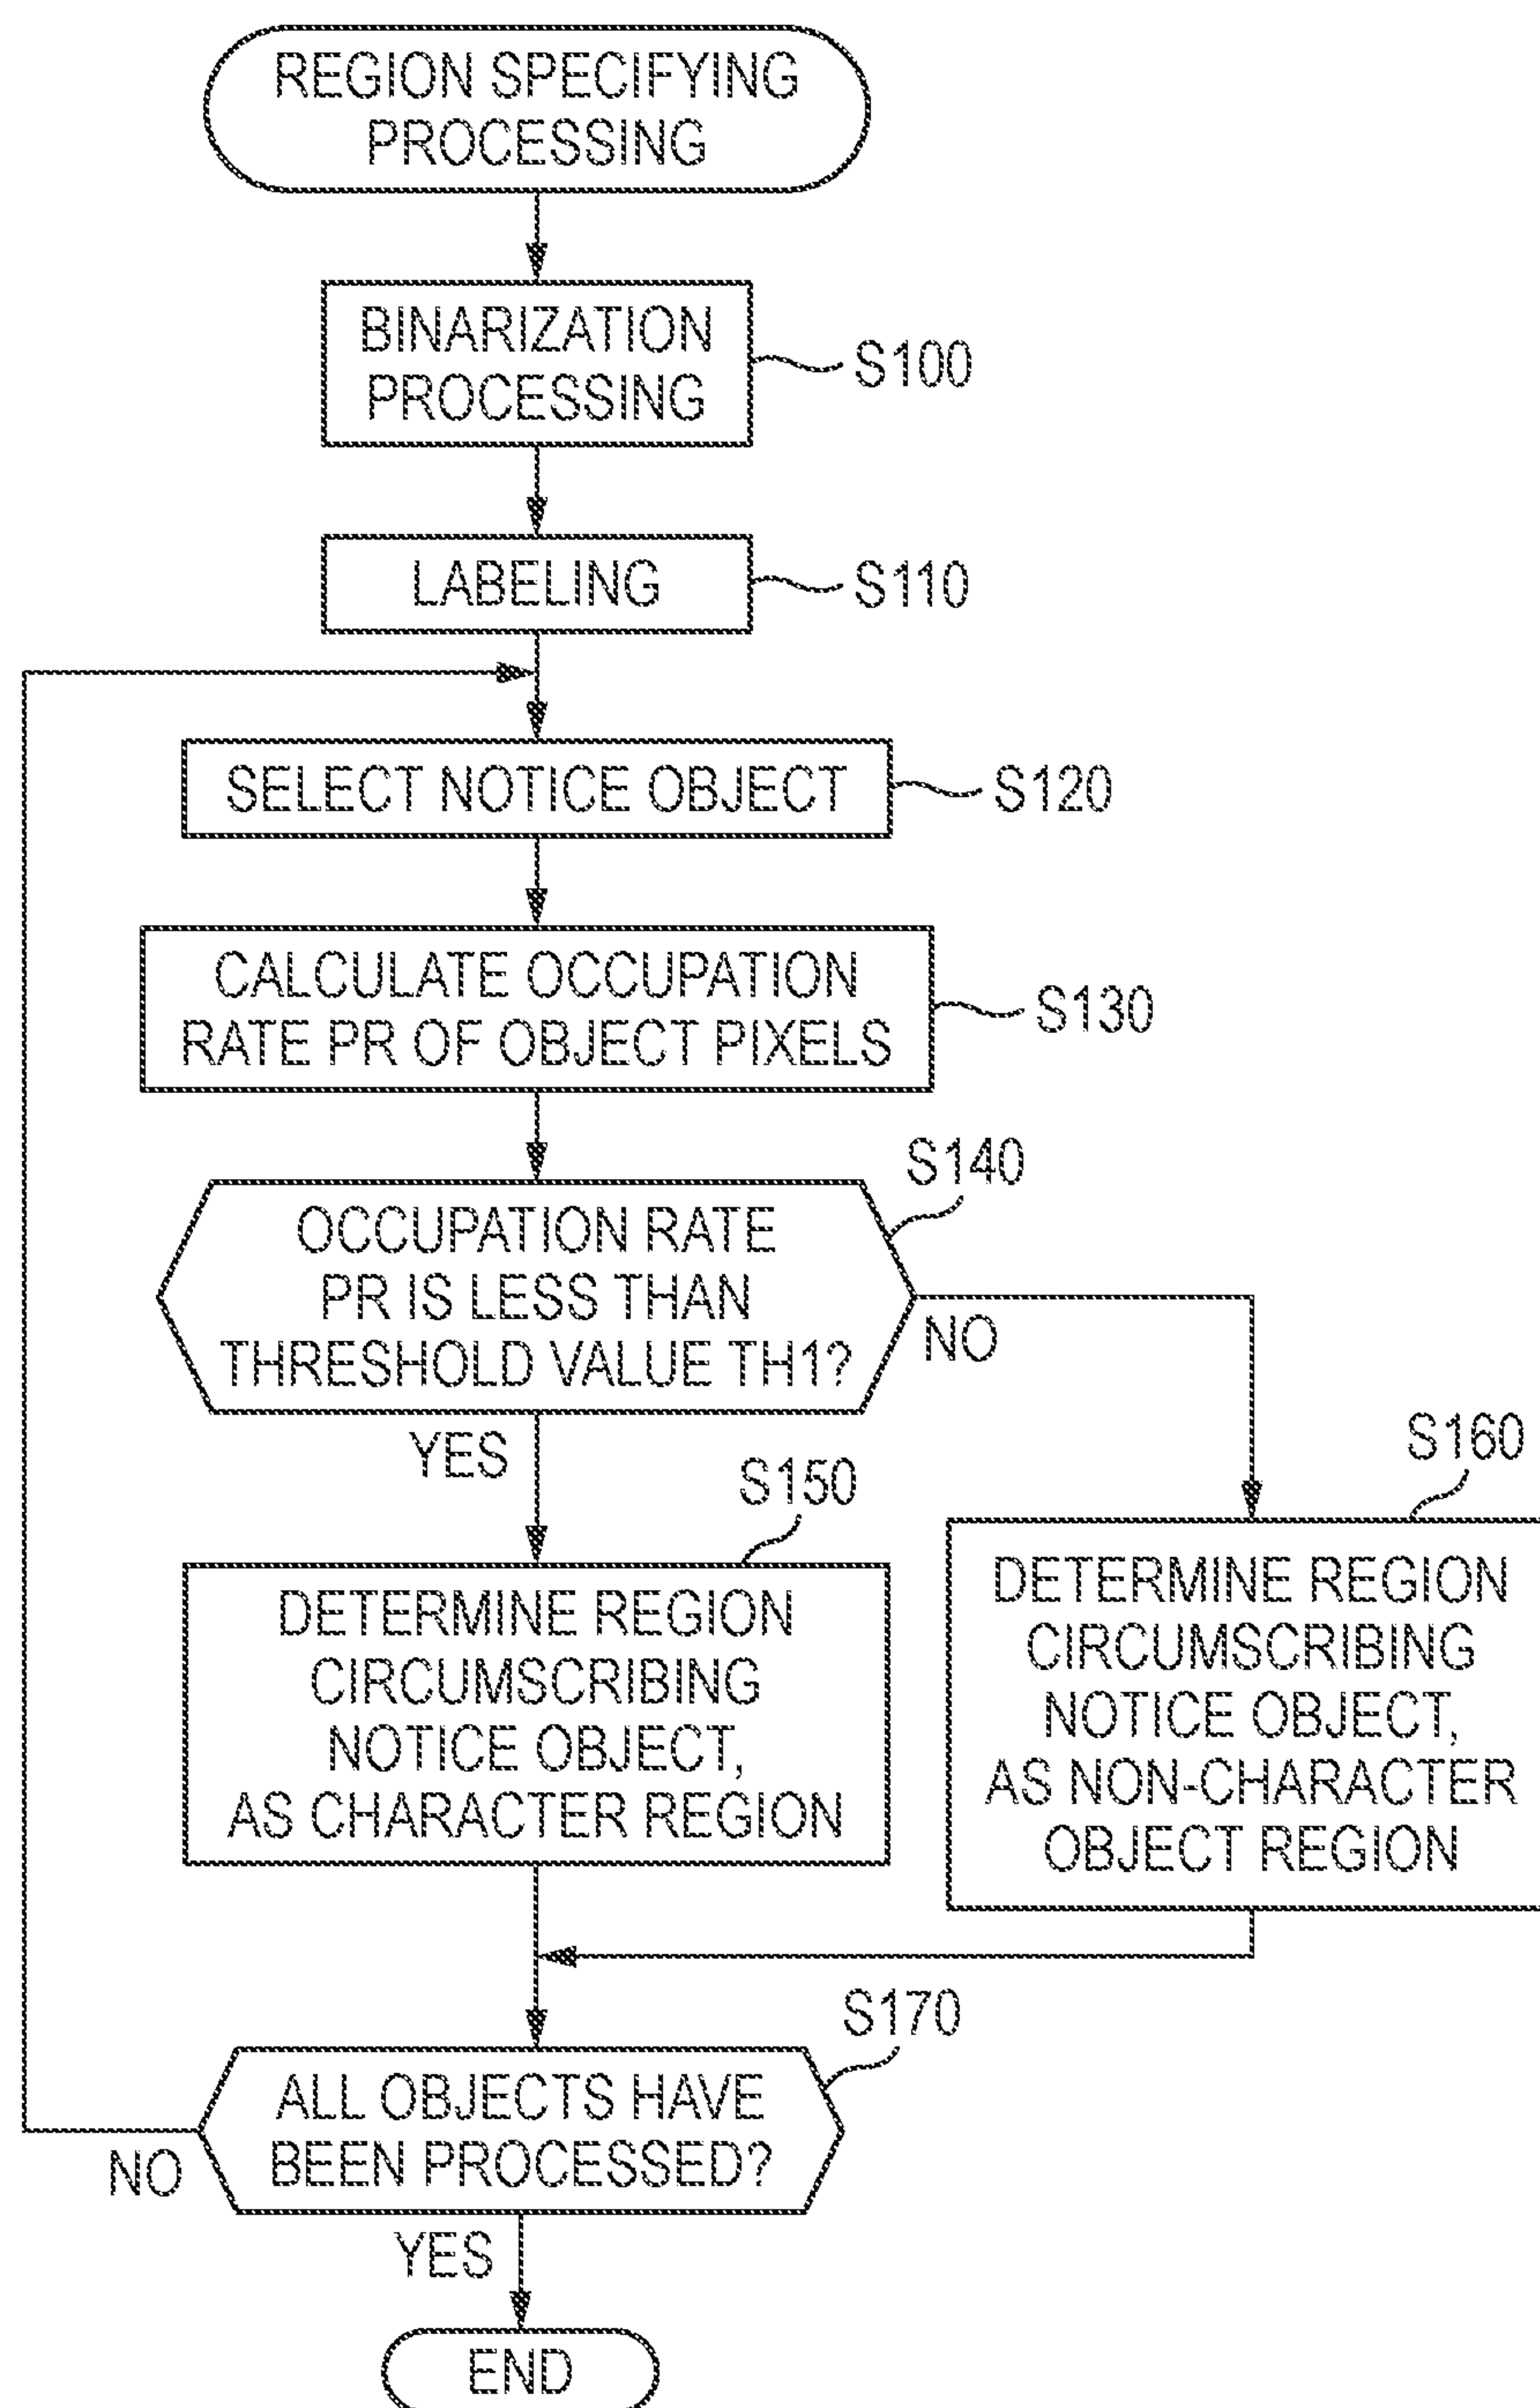 REGION SPECIFYING
PROCESSING
BINARIZATION
PROCESSING
S100
LABELING
S110
SELECT NOTICE OBJECT
S120
CALCULATE OCCUPATION
RATE PR OF OBJECT PIXELS
S130
S140
OCCUPATION RATE
PR IS LESS THAN
THRESHOLD VALUE TH1?
NO
YES
S150
DETERMINE REGION
CIRCUMSCRIBING
NOTICE OBJECT,
AS CHARACTER REGION
S160
DETERMINE REGION
CIRCUMSCRIBING
NOTICE OBJECT,
AS NON-CHARACTER
OBJECT REGION
S170
ALL OBJECTS HAVE
BEEN PROCESSED?
NO
YES
END